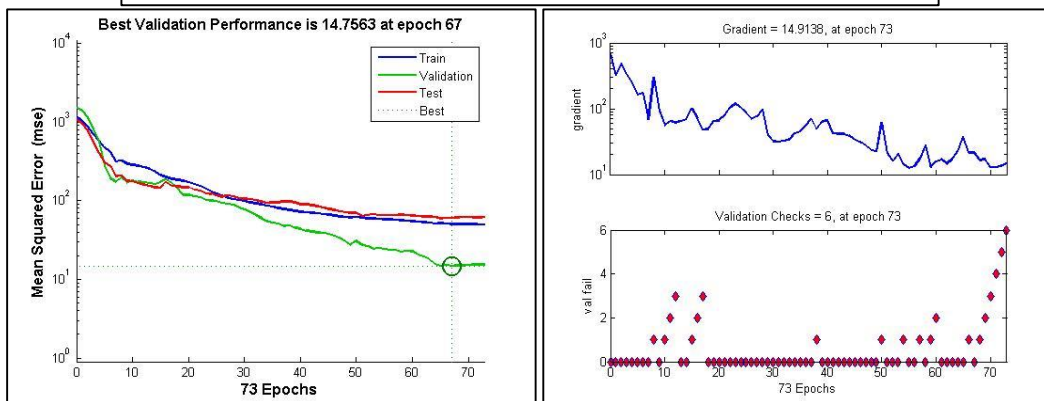 Best Validation Performance is 14.7563 at epoch 67
10^4
10^3
10^2
10^1
10^0
Mean Squared Error (mse)
Train
Validation
Test
Best
0 10 20 30 40 50 60 70
73 Epochs
Gradient = 14.9138, at epoch 73
10^3
10^2
10^1
gradient
Validation Checks = 6, at epoch 73
6
4
2
0
val fail
0 10 20 30 40 50 60 70
73 Epochs